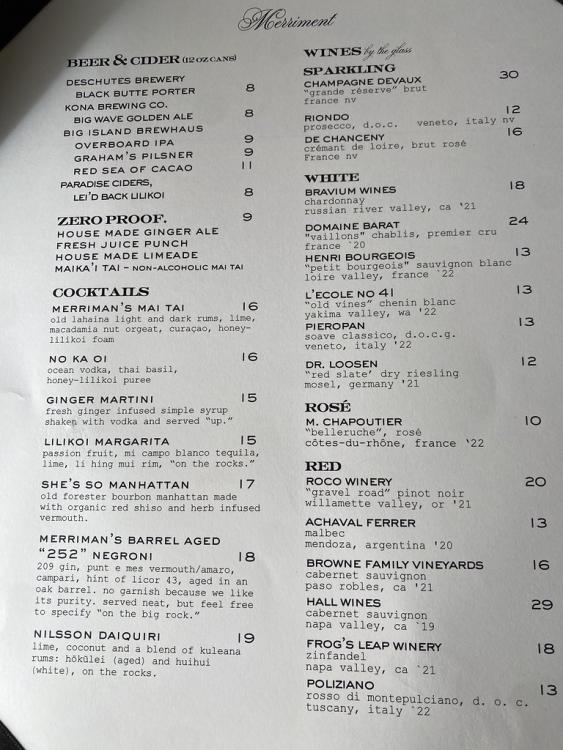 Merriment
BEER & CIDER (12 OZ CANS)
DESCHUTES BREWERY
BLACK BUTTE PORTER 8
KONA BREWING CO.
BIG WAVE GOLDEN ALE 8
BIG ISLAND BREWHAUS
OVERBOARD IPA 9
GRAHAM'S PILSNER 9
RED SEA OF CACAO 11
PARADISE CIDERS,
LEI'D BACK LILIKOI 8
ZERO PROOF. 9
HOUSE MADE GINGER ALE
FRESH JUICE PUNCH
HOUSE MADE LIMEADE
MAIKA'I TAI – NON-ALCOHOLIC MAI TAI
COCKTAILS
MERRIMAN'S MAI TAI 16
old lahaina light and dark rums, lime,
macadamia nut orgeat, curaçao, honey-
lilikoi foam
NO KA OI 16
ocean vodka, thai basil,
honey-lilikoi puree
GINGER MARTINI 15
fresh ginger infused simple syrup
shaken with vodka and served "up."
LILIKOI MARGARITA 15
passion fruit, mi campo blanco tequila,
lime, li hing mui rim, "on the rocks."
SHE'S SO MANHATTAN 17
old forester bourbon manhattan made
with organic red shiso and herb infused
vermouth.
MERRIMAN'S BARREL AGED
"252" NEGRONI 18
209 gin, punt e mes vermouth/amaro,
campari, hint of licor 43, aged in an
oak barrel. no garnish because we like
its purity. served neat, but feel free
to specify "on the big rock."
NILSSON DAIQUIRI 19
lime, coconut and a blend of kuleana
rums: hōkūlei (aged) and huihui
(white), on the rocks.
WINES by the glass
SPARKLING
CHAMPAGNE DEVAUX 30
"grande réserve" brut
france nv
RIONDO 12
prosecco, d.o.c. veneto, italy nv
DE CHANCENY 16
crémant de loire, brut rosé
France nv
WHITE
BRAVIUM WINES 18
chardonnay
russian river valley, ca '21
DOMAINE BARAT 24
"vaillons" chablis, premier cru
france `20
HENRI BOURGEOIS 13
"petit bourgeois" sauvignon blanc
loire valley, france `22
L'ECOLE NO 41 13
"old vines" chenin blanc
yakima valley, wa '22
PIEROPAN 13
soave classico, d.o.c.g.
veneto, italy '22
DR. LOOSEN 12
"red slate' dry riesling
mosel, germany '21
ROSÉ
M. CHAPOUTIER 10
"belleruche", rosé
côtes-du-rhône, france '22
RED
ROCO WINERY 20
"gravel road" pinot noir
willamette valley, or '21
ACHAVAL FERRER 13
malbec
mendoza, argentina '20
BROWNE FAMILY VINEYARDS 16
cabernet sauvignon
paso robles, ca '21
HALL WINES 29
cabernet sauvignon
napa valley, ca `19
FROG'S LEAP WINERY 18
zinfandel
napa valley, ca `21
POLIZIANO 13
rosso di montepulciano, d. o. c.
tuscany, italy `22